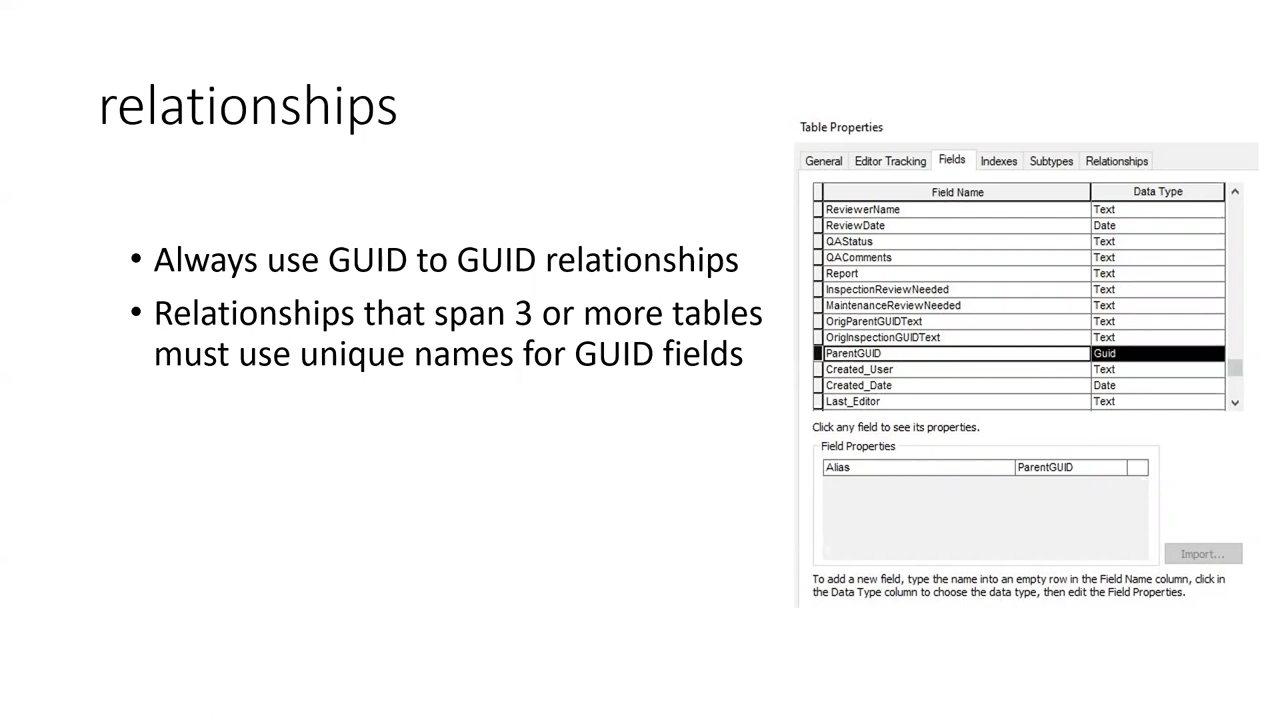 relationships
• Always use GUID to GUID relationships
• Relationships that span 3 or more tables
must use unique names for GUID fields
Table Properties
General Editor Tracking Fields Indexes Subtypes Relationships
Field Name Data Type
ReviewerName Text
ReviewDate Date
QAStatus Text
QAComments Text
Report Text
InspectionReviewNeeded Text
MaintenanceReviewNeeded Text
OrigParentGUIDText Text
OrigInspectionGUIDText Text
ParentGUID Guid
Created_User Text
Created_Date Date
Last_Editor Text
Click any field to see its properties.
Field Properties
Alias ParentGUID
Import...
To add a new field, type the name into an empty row in the Field Name column, click in
the Data Type column to choose the data type, then edit the Field Properties.